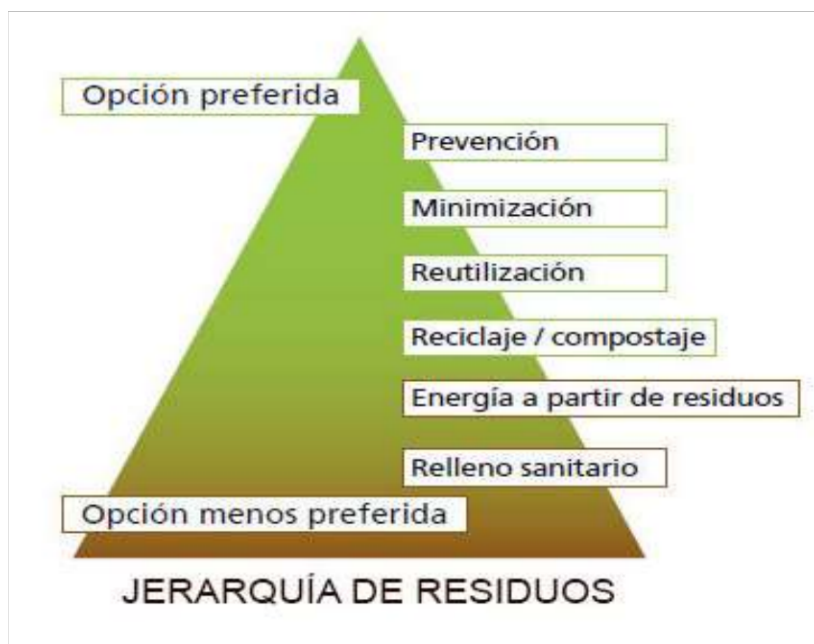 Opción preferida
Prevención
Minimización
Reutilización
Reciclaje / compostaje
Energía a partir de residuos
Relleno sanitario
Opción menos preferida
JERARQUÍA DE RESIDUOS